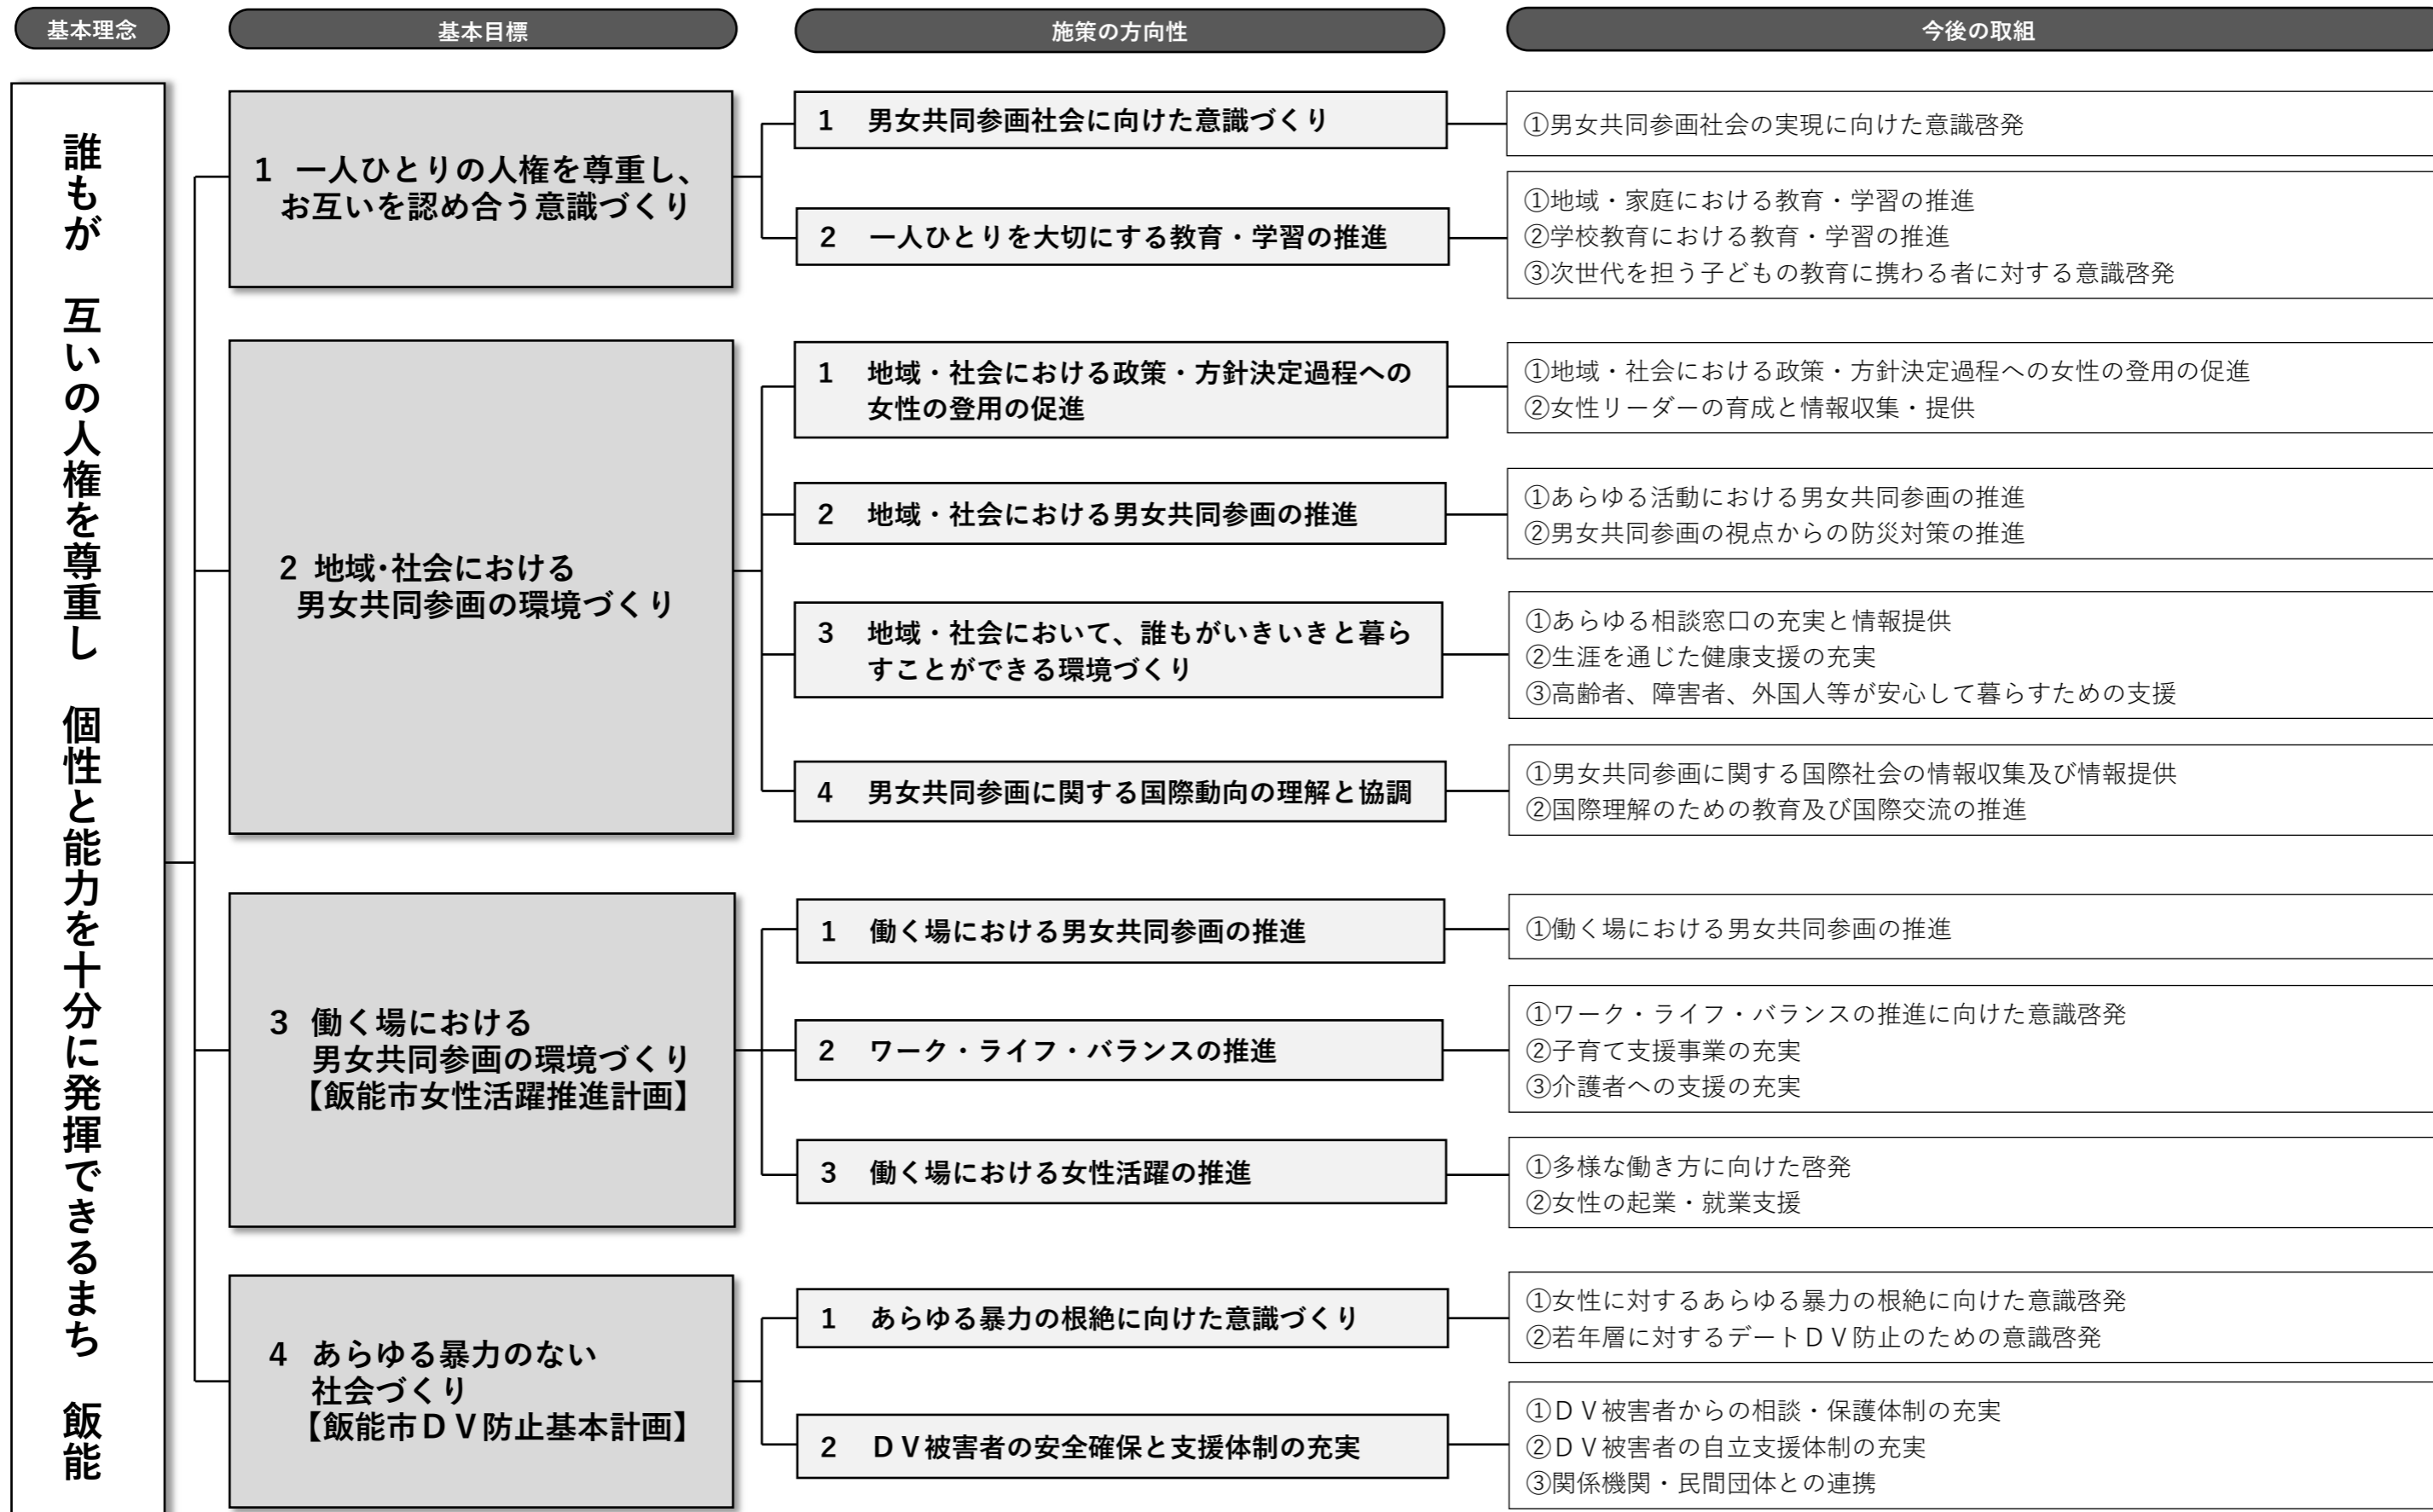 基本理念
基本目標
施策の方向性
今後の取組
誰もが　互いの人権を尊重し　個性と能力を十分に発揮できるまち　飯能
1 一人ひとりの人権を尊重し、
お互いを認め合う意識づくり
1 男女共同参画社会に向けた意識づくり
①男女共同参画社会の実現に向けた意識啓発
2 一人ひとりを大切にする教育・学習の推進
①地域・家庭における教育・学習の推進
②学校教育における教育・学習の推進
③次世代を担う子どもの教育に携わる者に対する意識啓発
2 地域・社会における
男女共同参画の環境づくり
1 地域・社会における政策・方針決定過程への
女性の登用の促進
①地域・社会における政策・方針決定過程への女性の登用の促進
②女性リーダーの育成と情報収集・提供
2 地域・社会における男女共同参画の推進
①あらゆる活動における男女共同参画の推進
②男女共同参画の視点からの防災対策の推進
3 地域・社会において、誰もがいきいきと暮ら
すことができる環境づくり
①あらゆる相談窓口の充実と情報提供
②生涯を通じた健康支援の充実
③高齢者、障害者、外国人等が安心して暮らすための支援
4 男女共同参画に関する国際動向の理解と協調
①男女共同参画に関する国際社会の情報収集及び情報提供
②国際理解のための教育及び国際交流の推進
3 働く場における
男女共同参画の環境づくり
【飯能市女性活躍推進計画】
1 働く場における男女共同参画の推進
①働く場における男女共同参画の推進
2 ワーク・ライフ・バランスの推進
①ワーク・ライフ・バランスの推進に向けた意識啓発
②子育て支援事業の充実
③介護者への支援の充実
3 働く場における女性活躍の推進
①多様な働き方に向けた啓発
②女性の起業・就業支援
4 あらゆる暴力のない
社会づくり
【飯能市ＤＶ防止基本計画】
1 あらゆる暴力の根絶に向けた意識づくり
①女性に対するあらゆる暴力の根絶に向けた意識啓発
②若年層に対するデートＤＶ防止のための意識啓発
2 ＤＶ被害者の安全確保と支援体制の充実
①ＤＶ被害者からの相談・保護体制の充実
②ＤＶ被害者の自立支援体制の充実
③関係機関・民間団体との連携